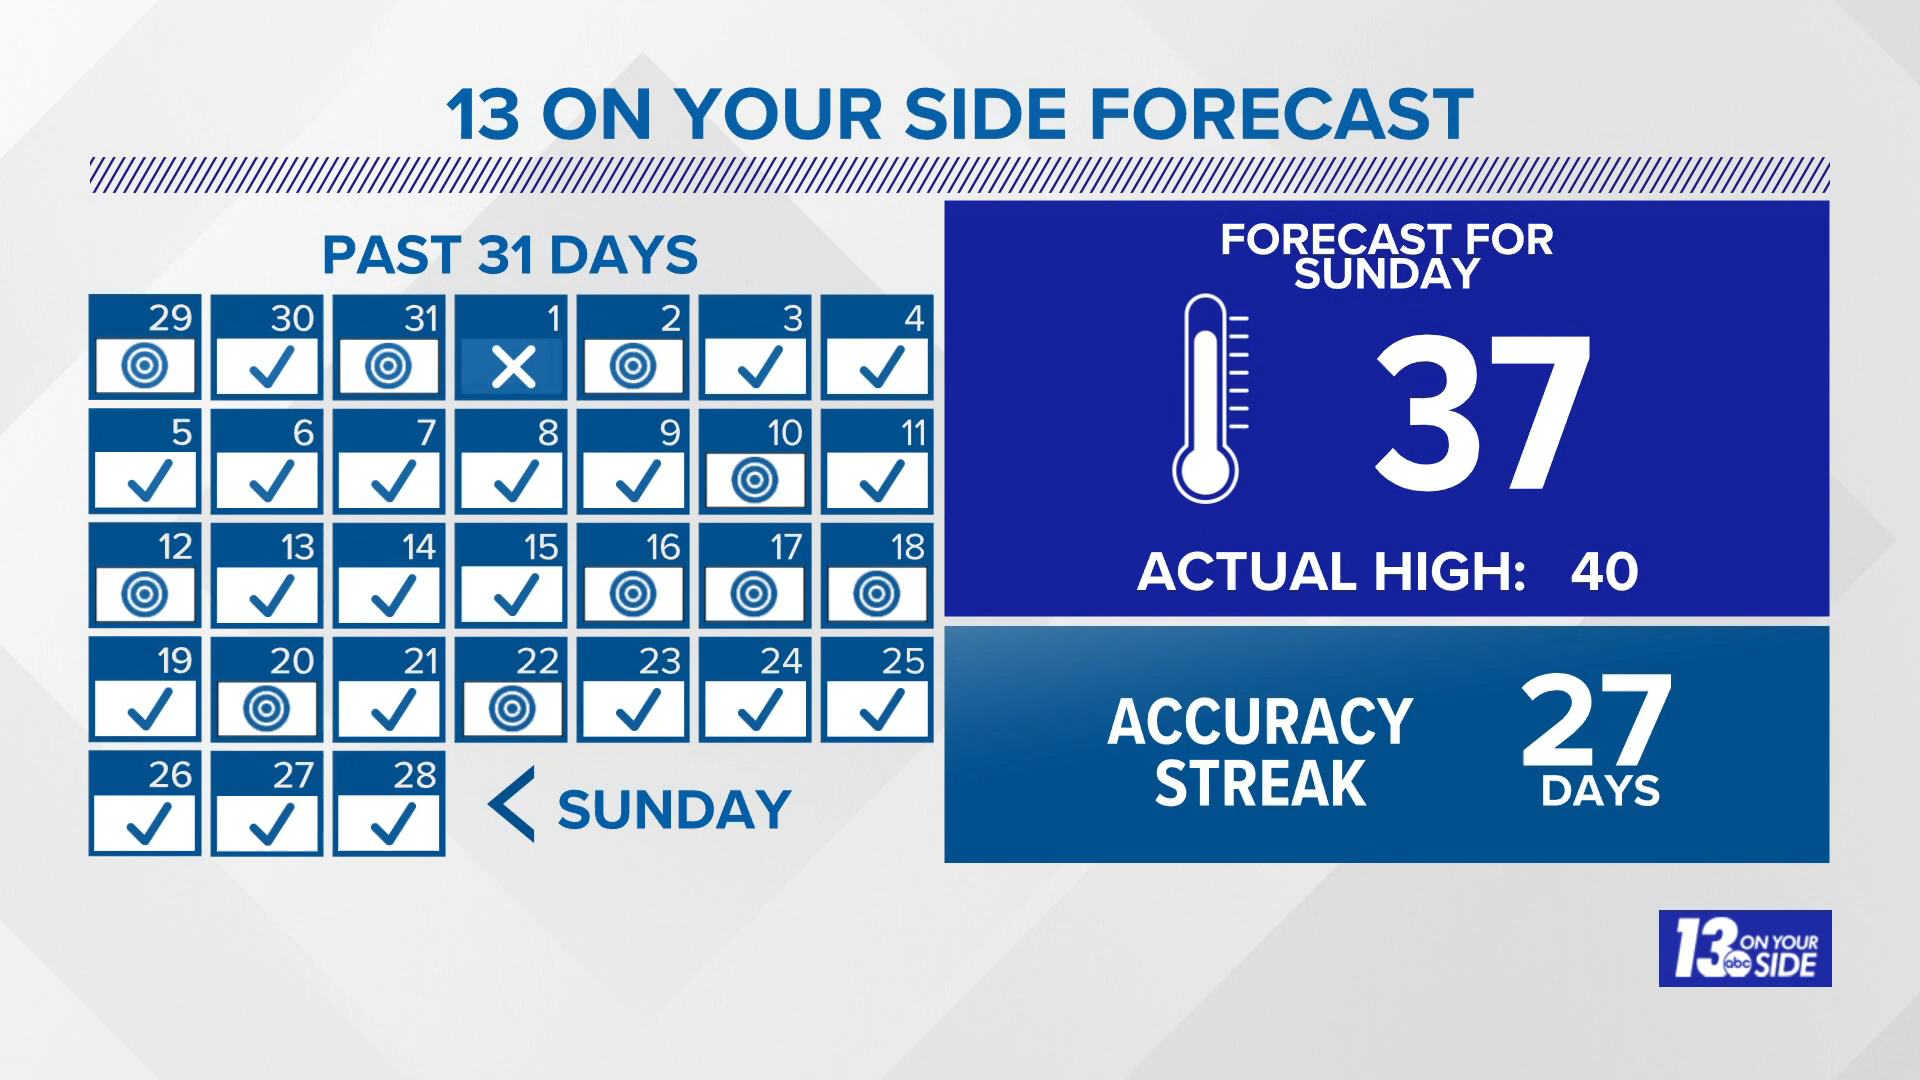 13 ON YOUR SIDE FORECAST
PAST 31 DAYS
29 30 31 1 2 3 4
5 6 7 8 9 10 11
12 13 14 15 16 17 18
19 20 21 22 23 24 25
26 27 28
SUNDAY
FORECAST FOR
SUNDAY
37
ACTUAL HIGH: 40
ACCURACY
STREAK
27
DAYS
13 ON YOUR
abc SIDE